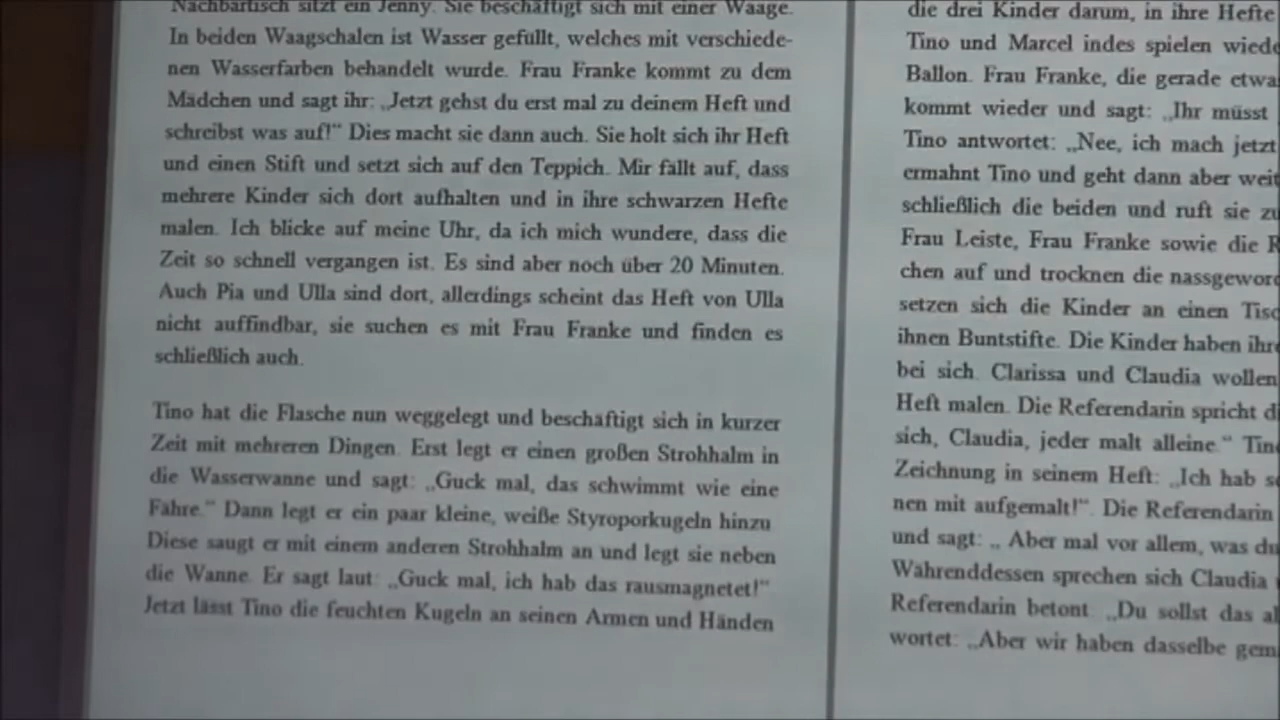 Nachbartisch sitzt ein Jenny. Sie beschäftigt sich mit einer Waage.
In beiden Waagschalen ist Wasser gefüllt, welches mit verschiede-
nen Wasserfarben behandelt wurde. Frau Franke kommt zu dem
Mädchen und sagt ihr: „Jetzt gehst du erst mal zu deinem Heft und
schreibst was auf!“ Dies macht sie dann auch. Sie holt sich ihr Heft
und einen Stift und setzt sich auf den Teppich. Mir fällt auf, dass
mehrere Kinder sich dort aufhalten und in ihre schwarzen Hefte
malen. Ich blicke auf meine Uhr, da ich mich wundere, dass die
Zeit so schnell vergangen ist. Es sind aber noch über 20 Minuten.
Auch Pia und Ulla sind dort, allerdings scheint das Heft von Ulla
nicht auffindbar, sie suchen es mit Frau Franke und finden es
schließlich auch.
Tino hat die Flasche nun weggelegt und beschäftigt sich in kurzer
Zeit mit mehreren Dingen. Erst legt er einen großen Strohhalm in
die Wasserwanne und sagt: „Guck mal, das schwimmt wie eine
Fähre.“ Dann legt er ein paar kleine, weiße Styroporkugeln hinzu
Diese saugt er mit einem anderen Strohhalm an und legt sie neben
die Wanne. Er sagt laut: „Guck mal, ich hab das rausmagnetet!“
Jetzt lässt Tino die feuchten Kugeln an seinen Armen und Händen
die drei Kinder darum, in ihre Hefte
Tino und Marcel indes spielen
Ballon. Frau Franke, die gerade
kommt wieder und sagt: „Ihr müsst
Tino antwortet: „Nee, ich mach jetzt
ermahnt Tino und geht dann aber
schließlich die beiden und ruft sie
Frau Leiste, Frau Franke sowie die R
chen auf und trocknen die
setzen sich die Kinder an einen
ihnen Buntstifte. Die Kinder haben
bei sich. Clarissa und Claudia wollen
Heft malen. Die Referendarin spricht
sich, Claudia, jeder malt alleine.“
Zeichnung in seinem Heft: „Ich hab
nen mit aufgemalt!“. Die Referendarin
und sagt: „ Aber mal vor allem, was du
Währenddessen sprechen sich Claudia
Referendarin betont: „Du sollst das
wortet: „Aber wir haben dasselbe